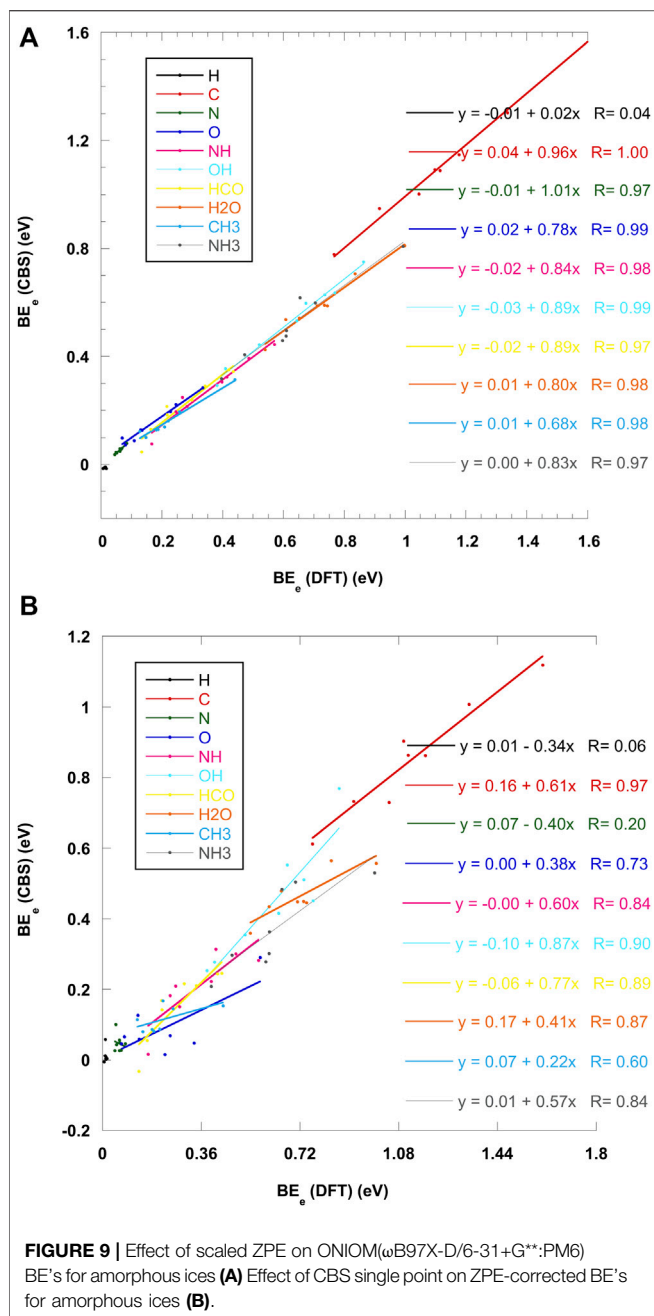 A
1.6
1.2
0.8
0.4
0
BE_e (CBS) (eV)
H
C
N
O
NH
OH
HCO
H2O
CH3
NH3
y = -0.01 + 0.02x R= 0.04
y = 0.04 + 0.96x R= 1.00
y = -0.01 + 1.01x R= 0.97
y = 0.02 + 0.78x R= 0.99
y = -0.02 + 0.84x R= 0.98
y = -0.03 + 0.89x R= 0.99
y = -0.02 + 0.89x R= 0.97
y = 0.01 + 0.80x R= 0.98
y = 0.01 + 0.68x R= 0.98
y = 0.00 + 0.83x R= 0.97
0 0.2 0.4 0.6 0.8 1 1.2 1.4 1.6
BE_e (DFT) (eV)
B
1.2
1
0.8
0.6
0.4
0.2
0
-0.2
BE_e (CBS) (eV)
H
C
N
O
NH
OH
HCO
H2O
CH3
NH3
y = 0.01 - 0.34x R= 0.06
y = 0.16 + 0.61x R= 0.97
y = 0.07 - 0.40x R= 0.20
y = 0.00 + 0.38x R= 0.73
y = -0.00 + 0.60x R= 0.84
y = -0.10 + 0.87x R= 0.90
y = -0.06 + 0.77x R= 0.89
y = 0.17 + 0.41x R= 0.87
y = 0.07 + 0.22x R= 0.60
y = 0.01 + 0.57x R= 0.84
0 0.36 0.72 1.08 1.44 1.8
BE_e (DFT) (eV)
FIGURE 9 | Effect of scaled ZPE on ONIOM(ωB97X-D/6-31+G**:PM6)
BE's for amorphous ices (A) Effect of CBS single point on ZPE-corrected BE's
for amorphous ices (B).